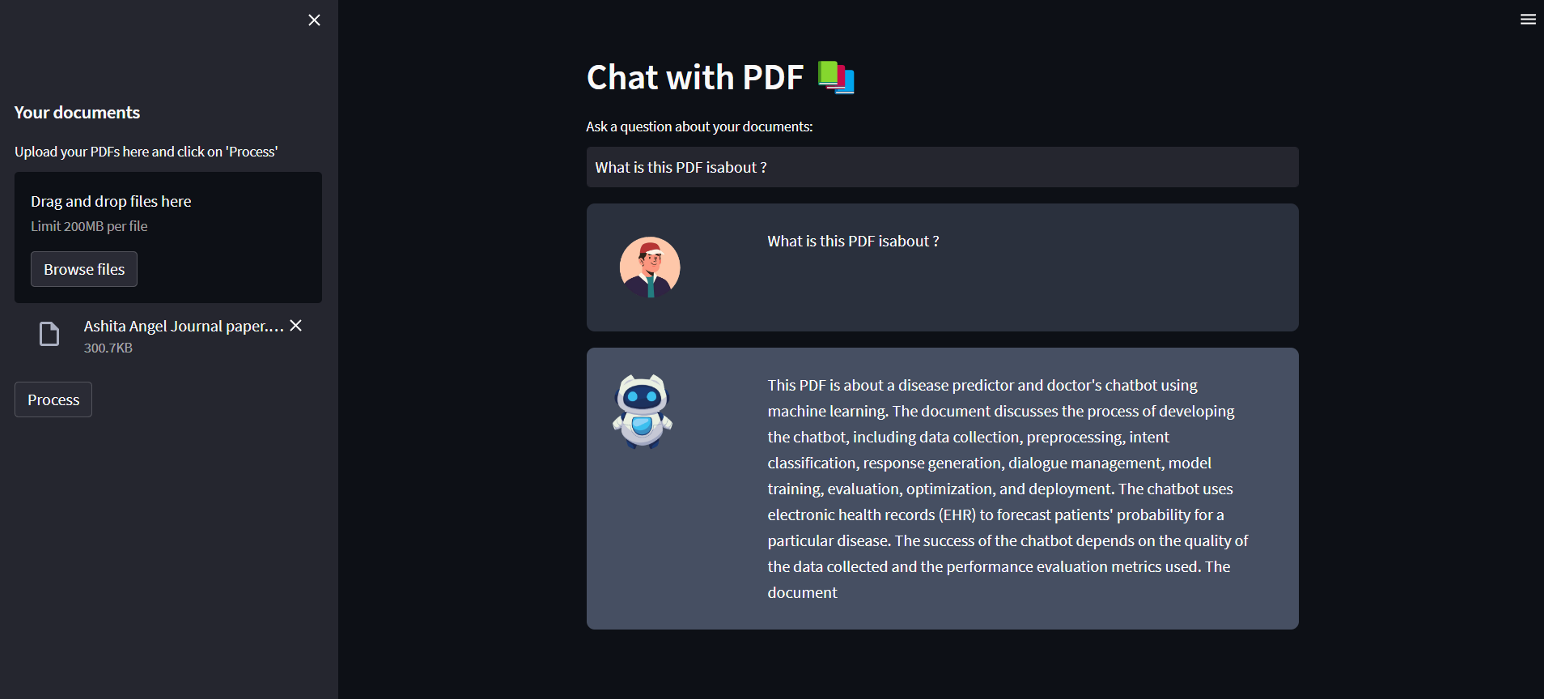 Your documents
Upload your PDFs here and click on 'Process'
Drag and drop files here
Limit 200MB per file
Browse files
Ashita Angel Journal paper....
300.7KB
Process
Chat with PDF
Ask a question about your documents:
What is this PDF isabout ?
What is this PDF isabout ?
This PDF is about a disease predictor and doctor's chatbot using
machine learning. The document discusses the process of developing
the chatbot, including data collection, preprocessing, intent
classification, response generation, dialogue management, model
training, evaluation, optimization, and deployment. The chatbot uses
electronic health records (EHR) to forecast patients' probability for a
particular disease. The success of the chatbot depends on the quality of
the data collected and the performance evaluation metrics used. The
document